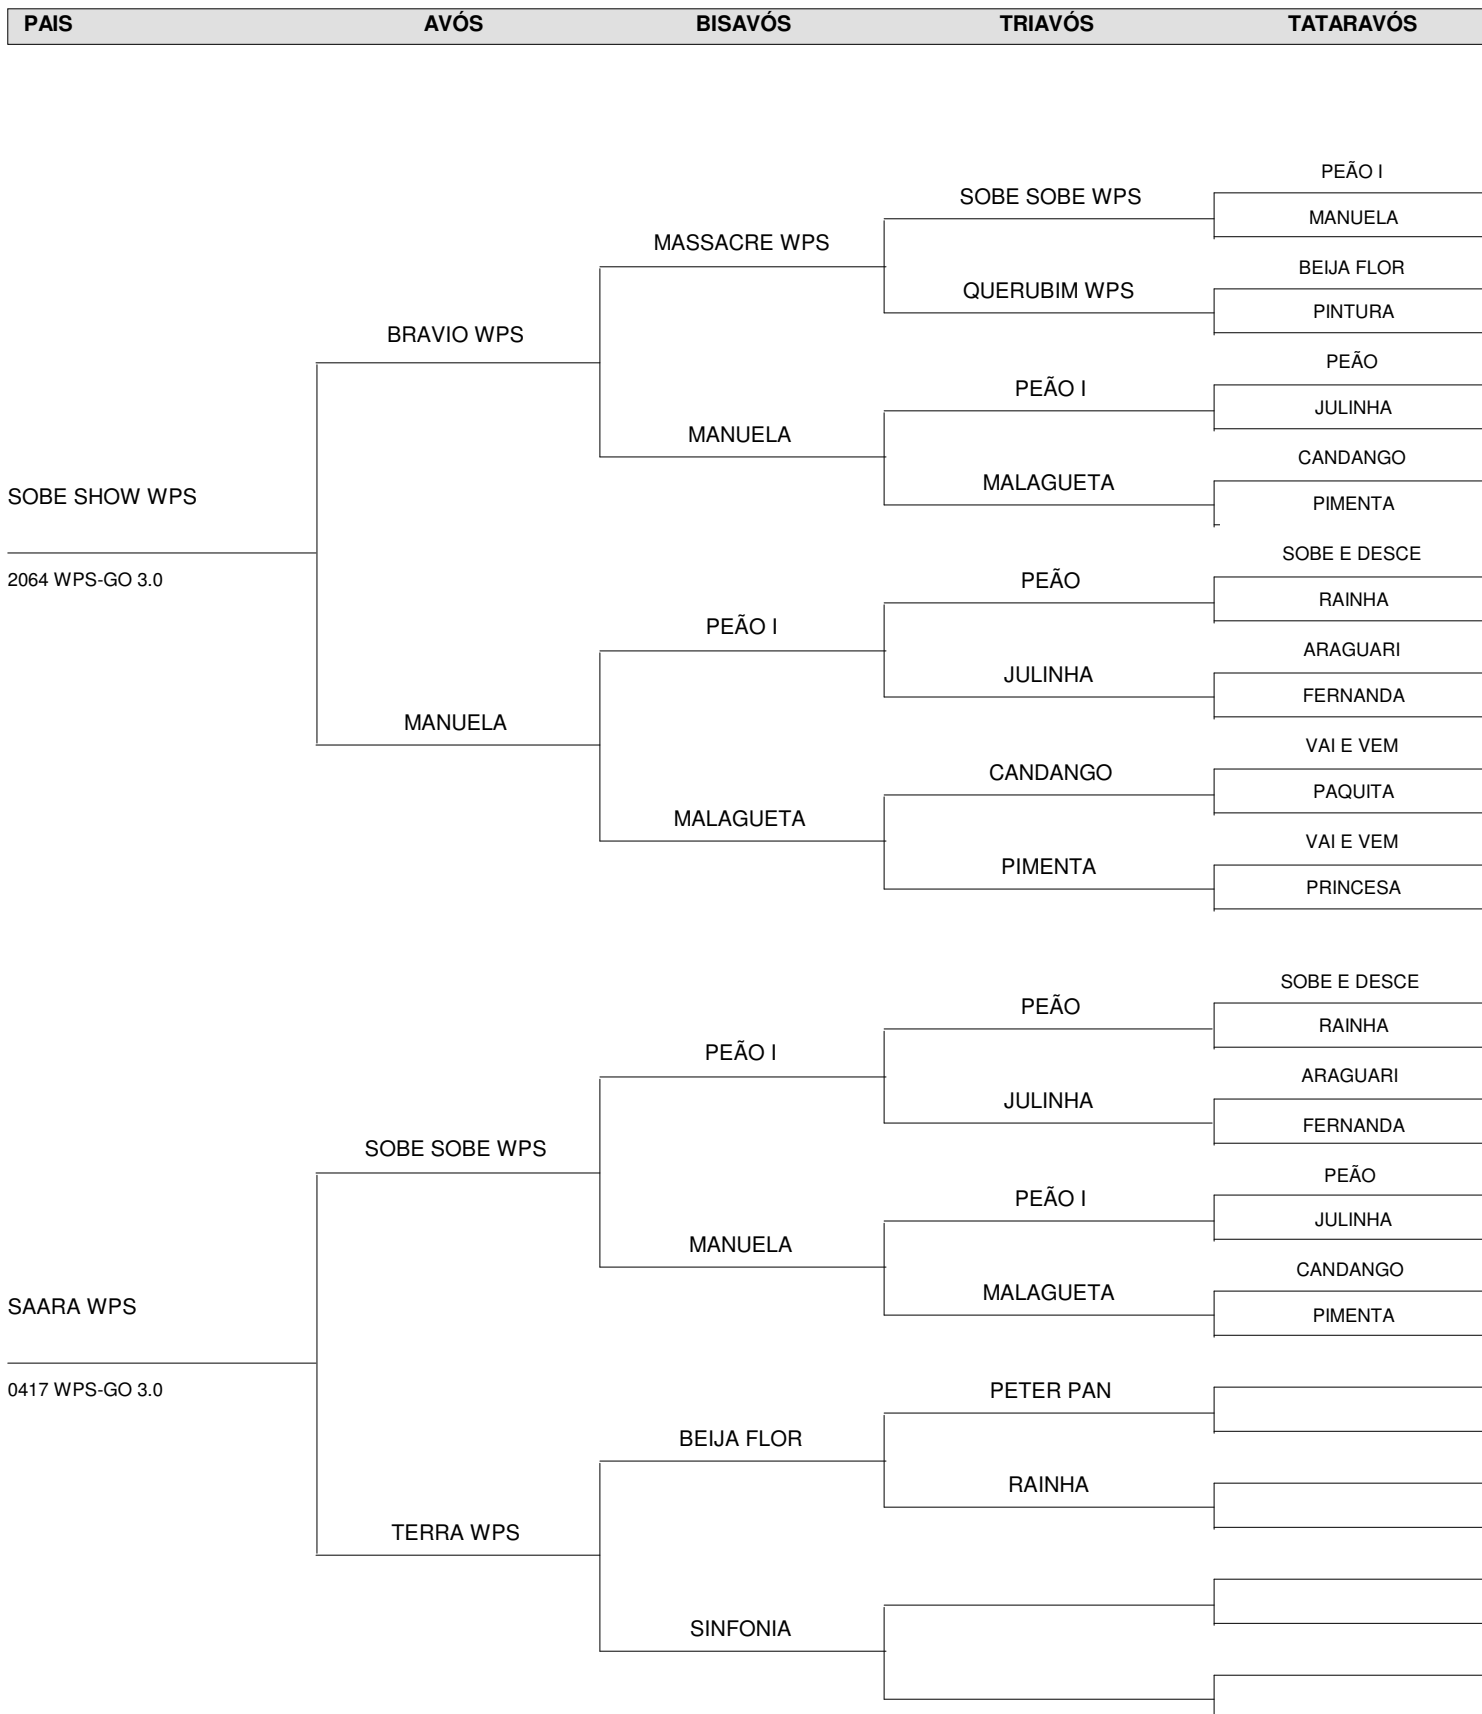 PAIS AVÓS BISAVÓS TRIAVÓS TATARAVÓS
PEÃO I
SOBE SOBE WPS
MANUELA
MASSACRE WPS
BEIJA FLOR
QUERUBIM WPS
PINTURA
BRAVIO WPS
PEÃO
PEÃO I
JULINHA
MANUELA
CANDANGO
MALAGUETA
PIMENTA
SOBE SHOW WPS
SOBE E DESCE
2064 WPS-GO 3.0
PEÃO
RAINHA
PEÃO I
ARAGUARI
JULINHA
FERNANDA
MANUELA
VAI E VEM
CANDANGO
PAQUITA
MALAGUETA
VAI E VEM
PIMENTA
PRINCESA
SOBE E DESCE
PEÃO
RAINHA
PEÃO I
ARAGUARI
JULINHA
FERNANDA
SOBE SOBE WPS
PEÃO
PEÃO I
JULINHA
MANUELA
CANDANGO
MALAGUETA
SAARA WPS
PIMENTA
0417 WPS-GO 3.0
PETER PAN
BEIJA FLOR
RAINHA
TERRA WPS
SINFONIA